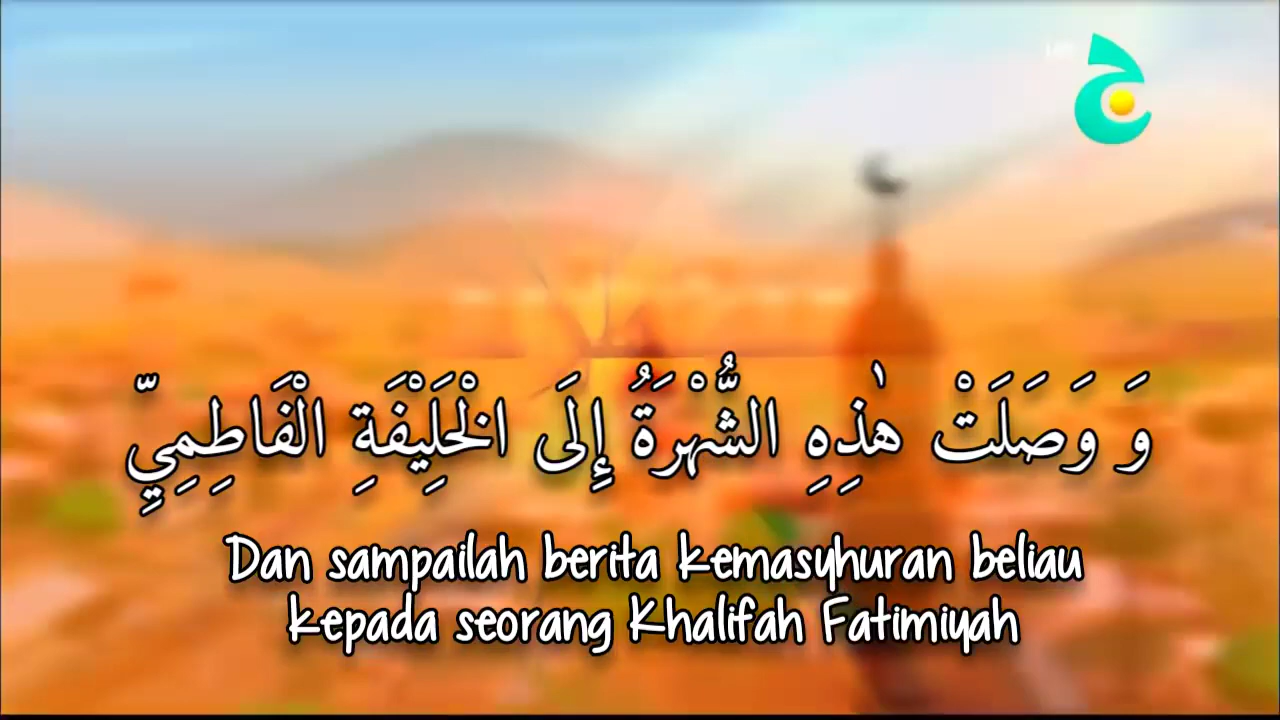 وَ وَصَلَتْ هٰذِهِ الشُّهْرَةُ إِلَى الْخَلِيْفَةِ الْفَاطِمِيِّ
Dan sampailah berita kemasyhuran beliau
kepada seorang Khalifah Fatimiyah